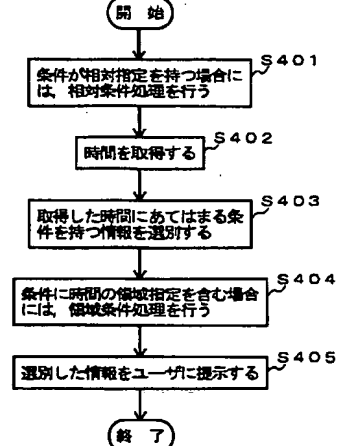 開 始
S401
条件が相対指定を持つ場合に
は，相対条件処理を行う
S402
時間を取得する
S403
取得した時間にあてはまる条
件を持つ情報を選別する
S404
条件に時間の領域指定を含む場合
には，領域条件処理を行う
S405
選別した情報をユーザに提示する
終 了